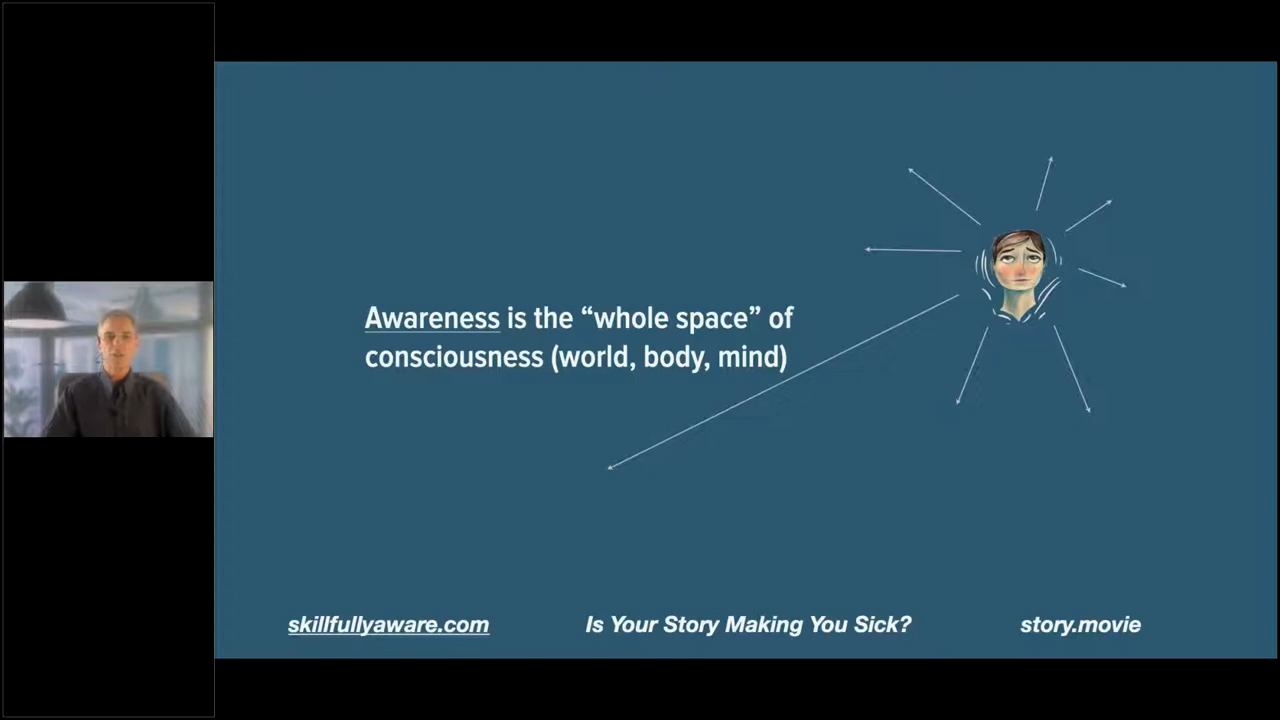 Awareness is the “whole space” of
consciousness (world, body, mind)
skillfullyaware.com
Is Your Story Making You Sick?
story.movie